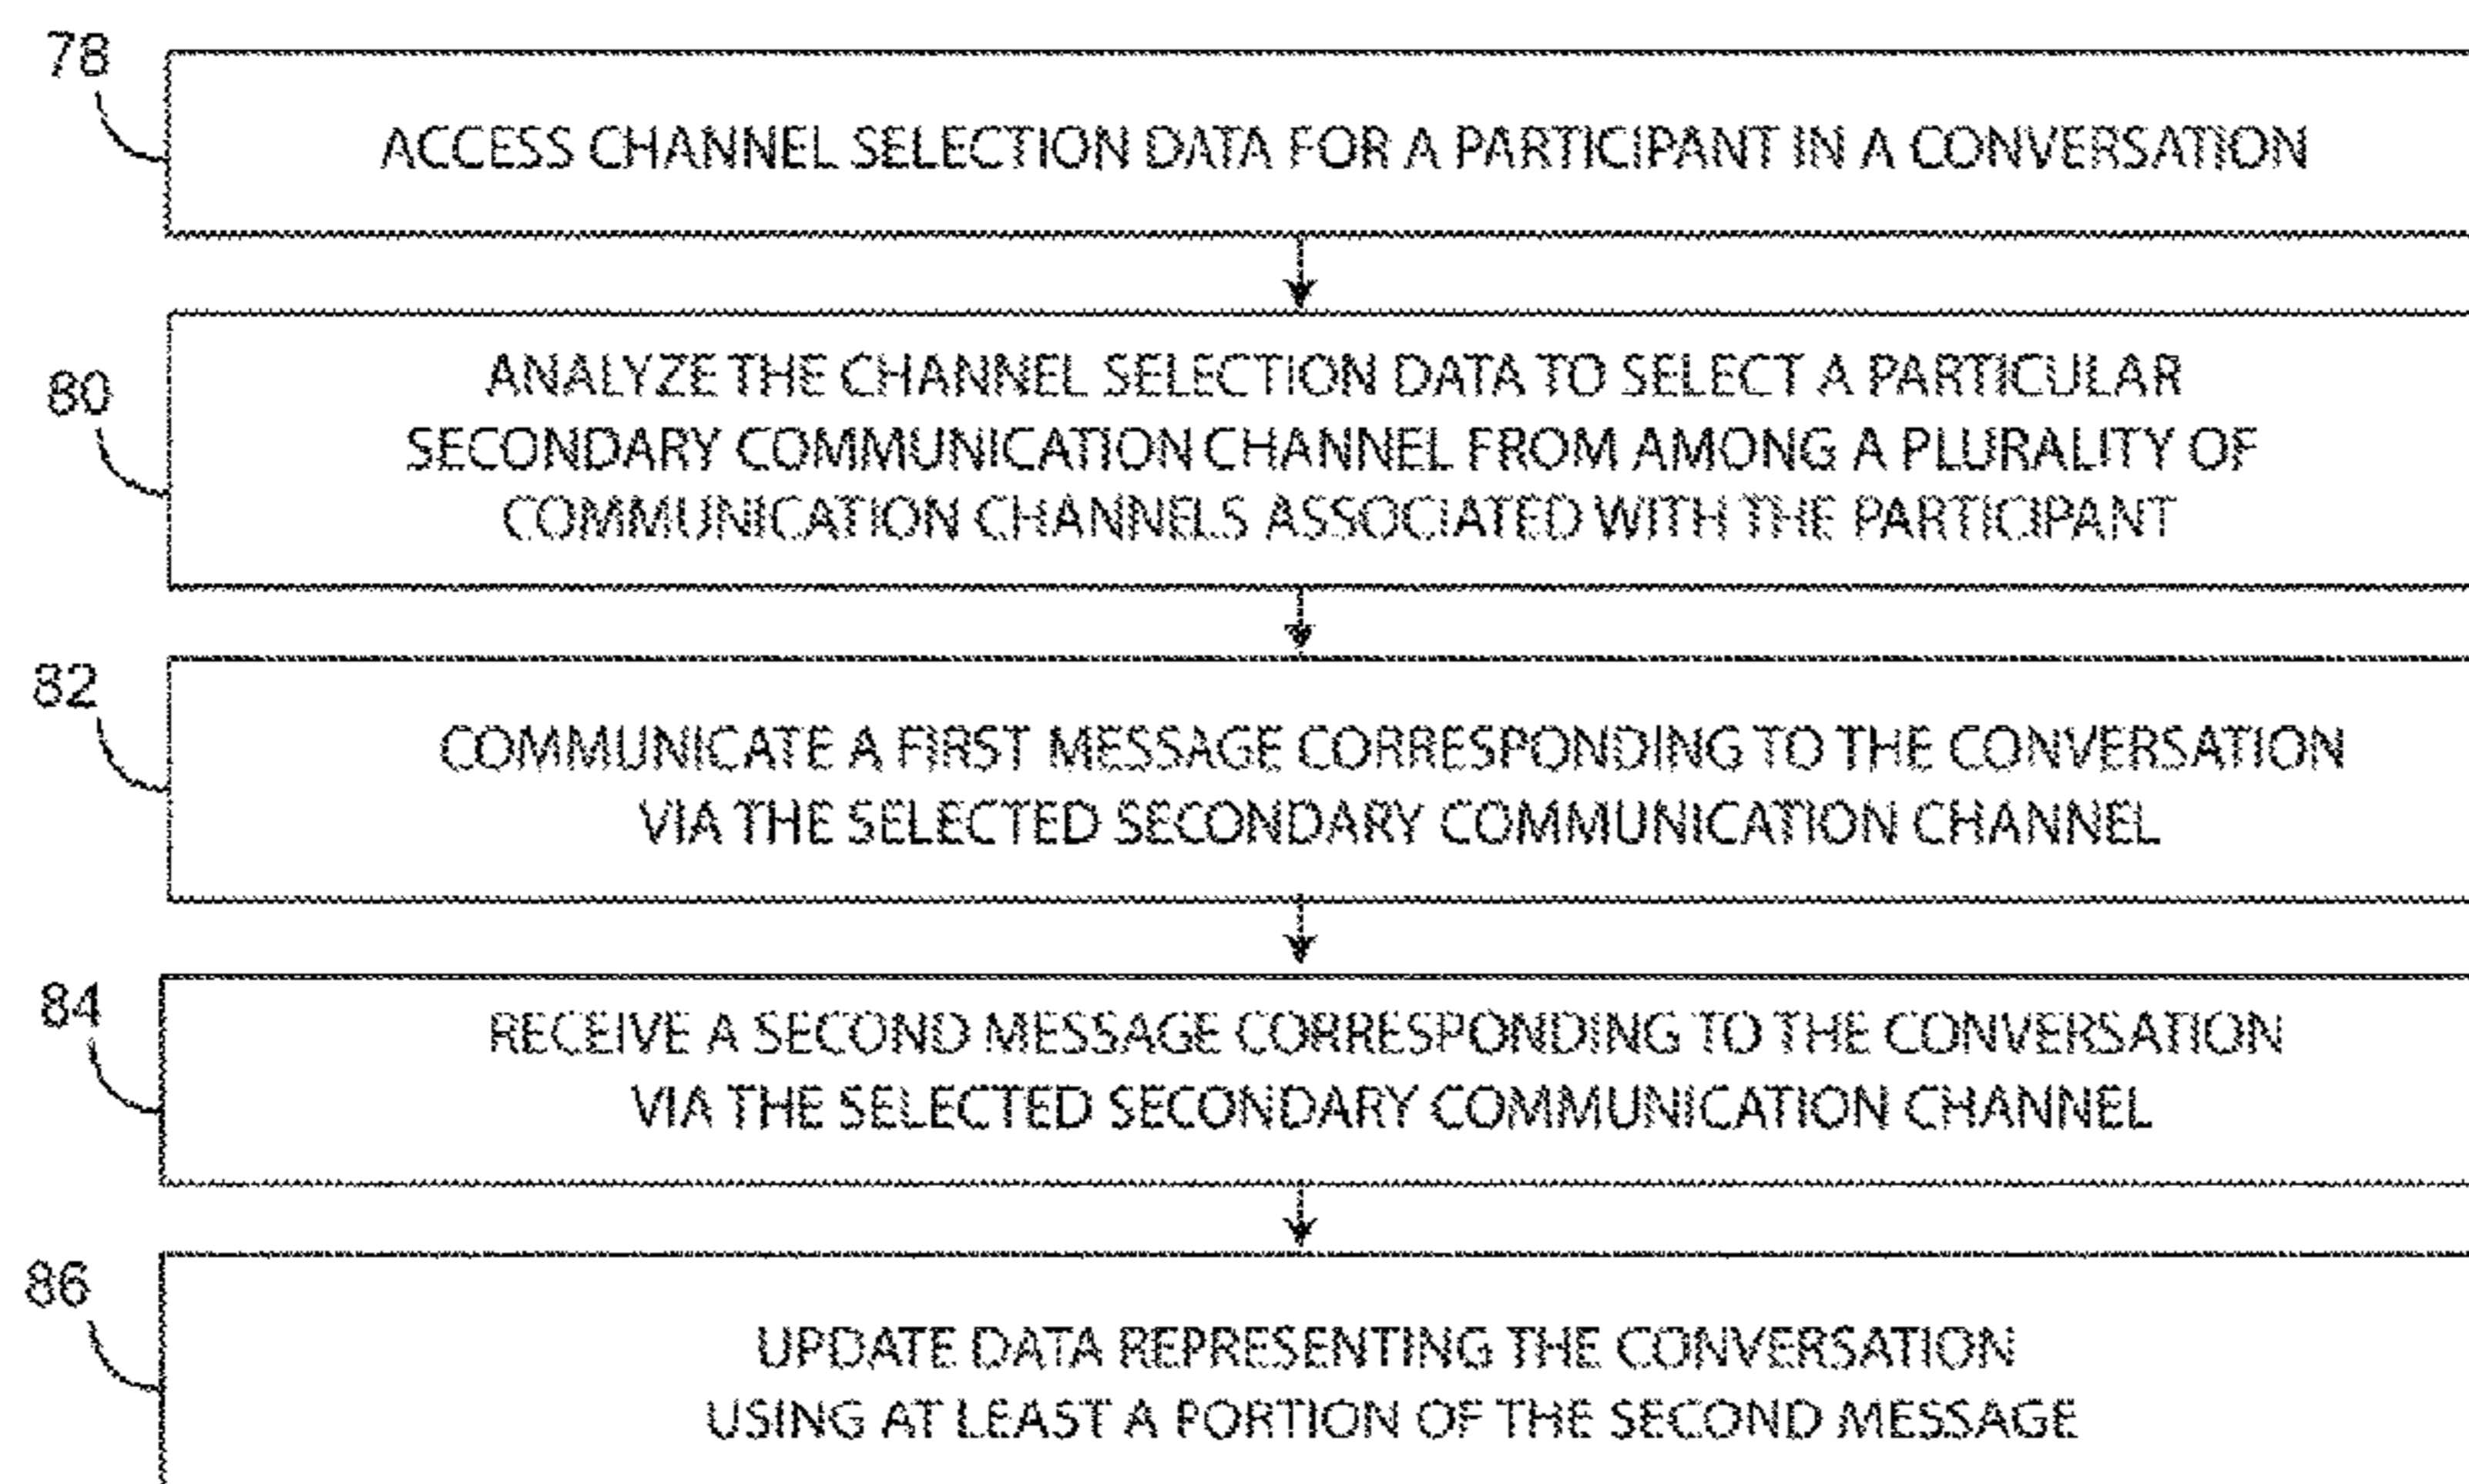 78
ACCESS CHANNEL SELECTION DATA FOR A PARTICIPANT IN A CONVERSATION
80
ANALYZE THE CHANNEL SELECTION DATA TO SELECT A PARTICULAR
SECONDARY COMMUNICATION CHANNEL FROM AMONG A PLURALITY OF
COMMUNICATION CHANNELS ASSOCIATED WITH THE PARTICIPANT
82
COMMUNICATE A FIRST MESSAGE CORRESPONDING TO THE CONVERSATION
VIA THE SELECTED SECONDARY COMMUNICATION CHANNEL
84
RECEIVE A SECOND MESSAGE CORRESPONDING TO THE CONVERSATION
VIA THE SELECTED SECONDARY COMMUNICATION CHANNEL
86
UPDATE DATA REPRESENTING THE CONVERSATION
USING AT LEAST A PORTION OF THE SECOND MESSAGE